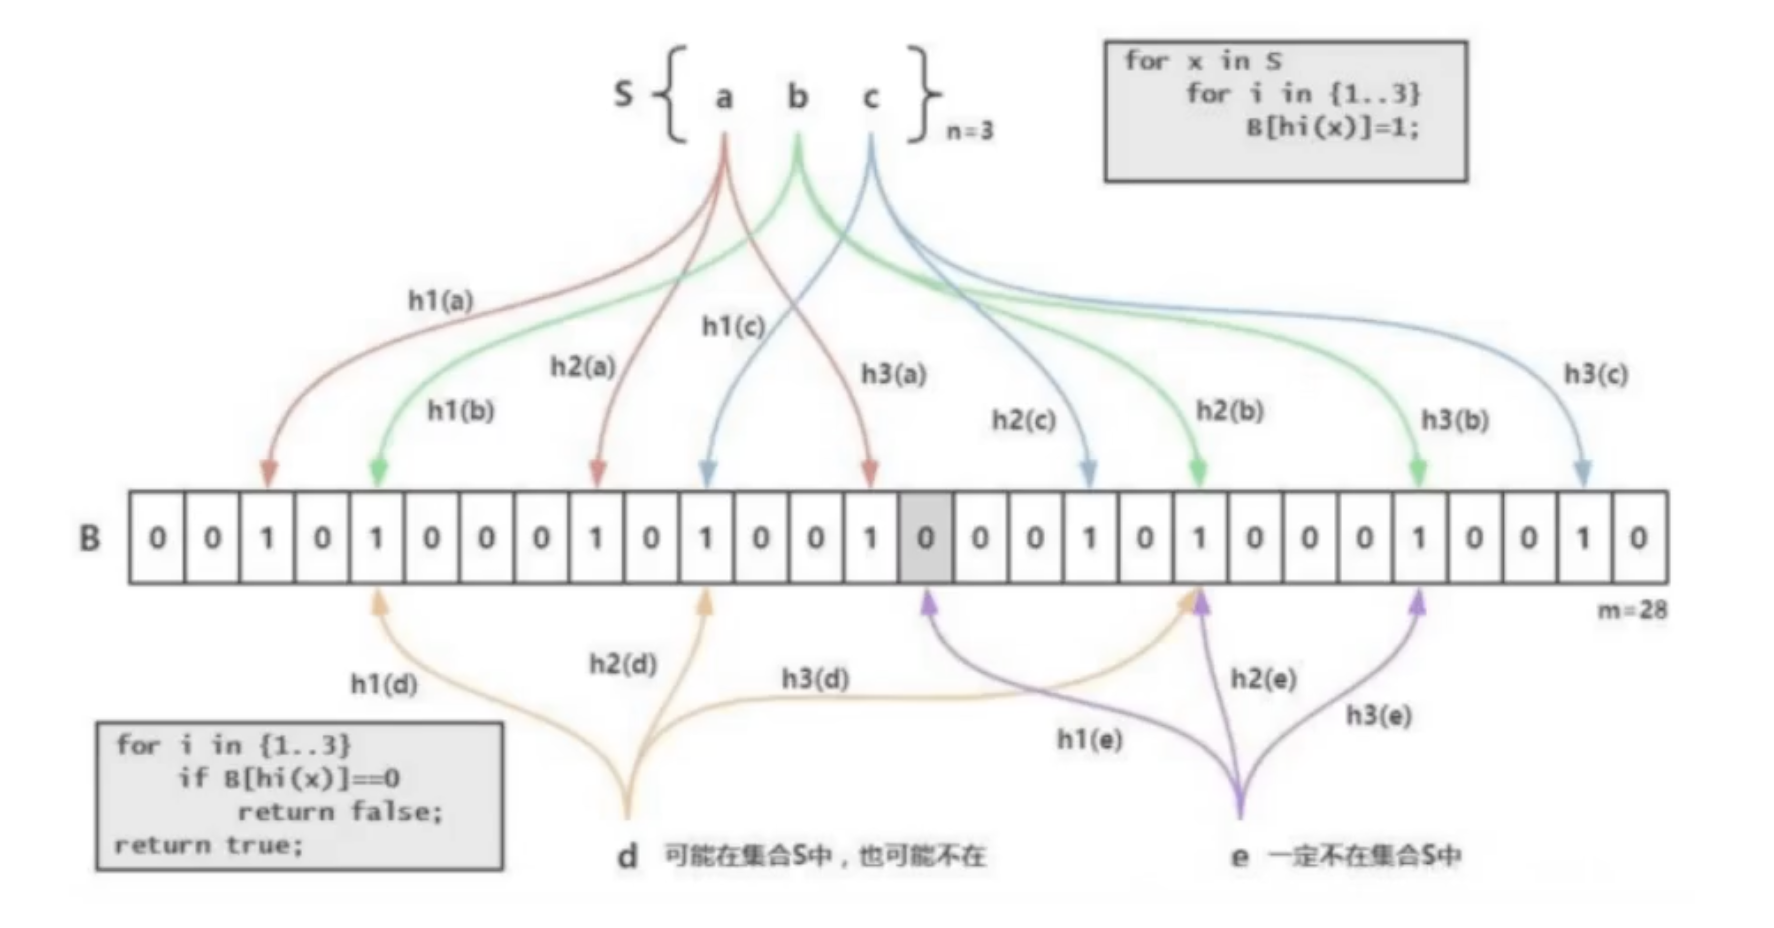 S { a b c } n=3
for x in S
for i in {1..3}
B[hi(x)]=1;
h1(a)
h1(b)
h2(a)
h1(c)
h3(a)
h2(c)
h2(b)
h3(b)
h3(c)
B 0 0 1 0 1 0 0 0 1 0 1 0 0 1 0 0 0 1 0 1 0 0 0 1 0 0 1 0
m=28
h1(d)
h2(d)
h3(d)
h1(e)
h2(e)
h3(e)
for i in {1..3}
if B[hi(x)]==0
return false;
return true;
d 可能在集合S中，也可能不在
e 一定不在集合S中